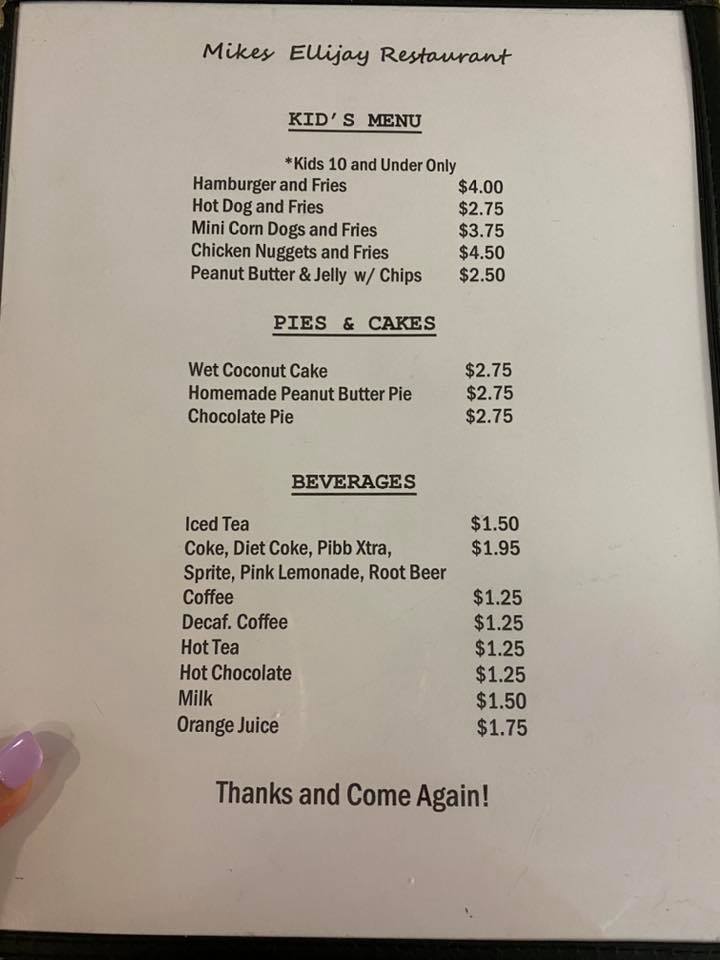 Mikes Ellijay Restaurant
KID'S MENU
*Kids 10 and Under Only
Hamburger and Fries $4.00
Hot Dog and Fries $2.75
Mini Corn Dogs and Fries $3.75
Chicken Nuggets and Fries $4.50
Peanut Butter & Jelly w/ Chips $2.50
PIES & CAKES
Wet Coconut Cake $2.75
Homemade Peanut Butter Pie $2.75
Chocolate Pie $2.75
BEVERAGES
Iced Tea $1.50
Coke, Diet Coke, Pibb Xtra, $1.95
Sprite, Pink Lemonade, Root Beer
Coffee $1.25
Decaf. Coffee $1.25
Hot Tea $1.25
Hot Chocolate $1.25
Milk $1.50
Orange Juice $1.75
Thanks and Come Again!